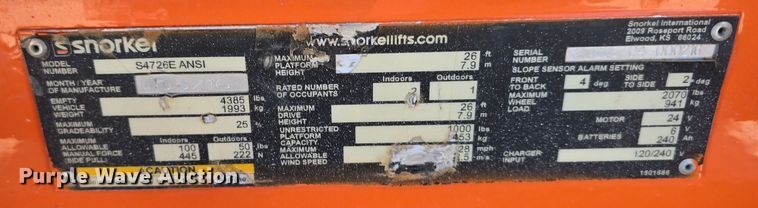 snorkel
MODEL NUMBER S4726E ANSI
MONTH / YEAR OF MANUFACTURE
EMPTY VEHICLE WEIGHT 4385 lbs 1993 kg
MAXIMUM GRADEABILITY 25
Indoors Outdoors
MAXIMUM ALLOWABLE MANUAL FORCE (SIDE PULL) 100 50 lbs 445 222 N
CAUTION
www.snorkellifts.com
MAXIMUM PLATFORM HEIGHT 26 ft 7.9 m
Indoors Outdoors
RATED NUMBER OF OCCUPANTS 2 1
MAXIMUM DRIVE HEIGHT 26 ft 7.9 m
UNRESTRICTED PLATFORM CAPACITY 1000 lbs 453 kg
MAXIMUM ALLOWABLE WIND SPEED 28 mph m/s
Snorkel International
2009 Roseport Road
Elwood, KS 66024
SERIAL NUMBER
SLOPE SENSOR ALARM SETTING
FRONT TO BACK 4 deg SIDE TO SIDE 2 deg
MAXIMUM WHEEL LOAD 2070 lbs 941 kg
MOTOR 24 V
BATTERIES 6 V 240 Ah
CHARGER INPUT 120/240
1501686
Purple Wave Auction